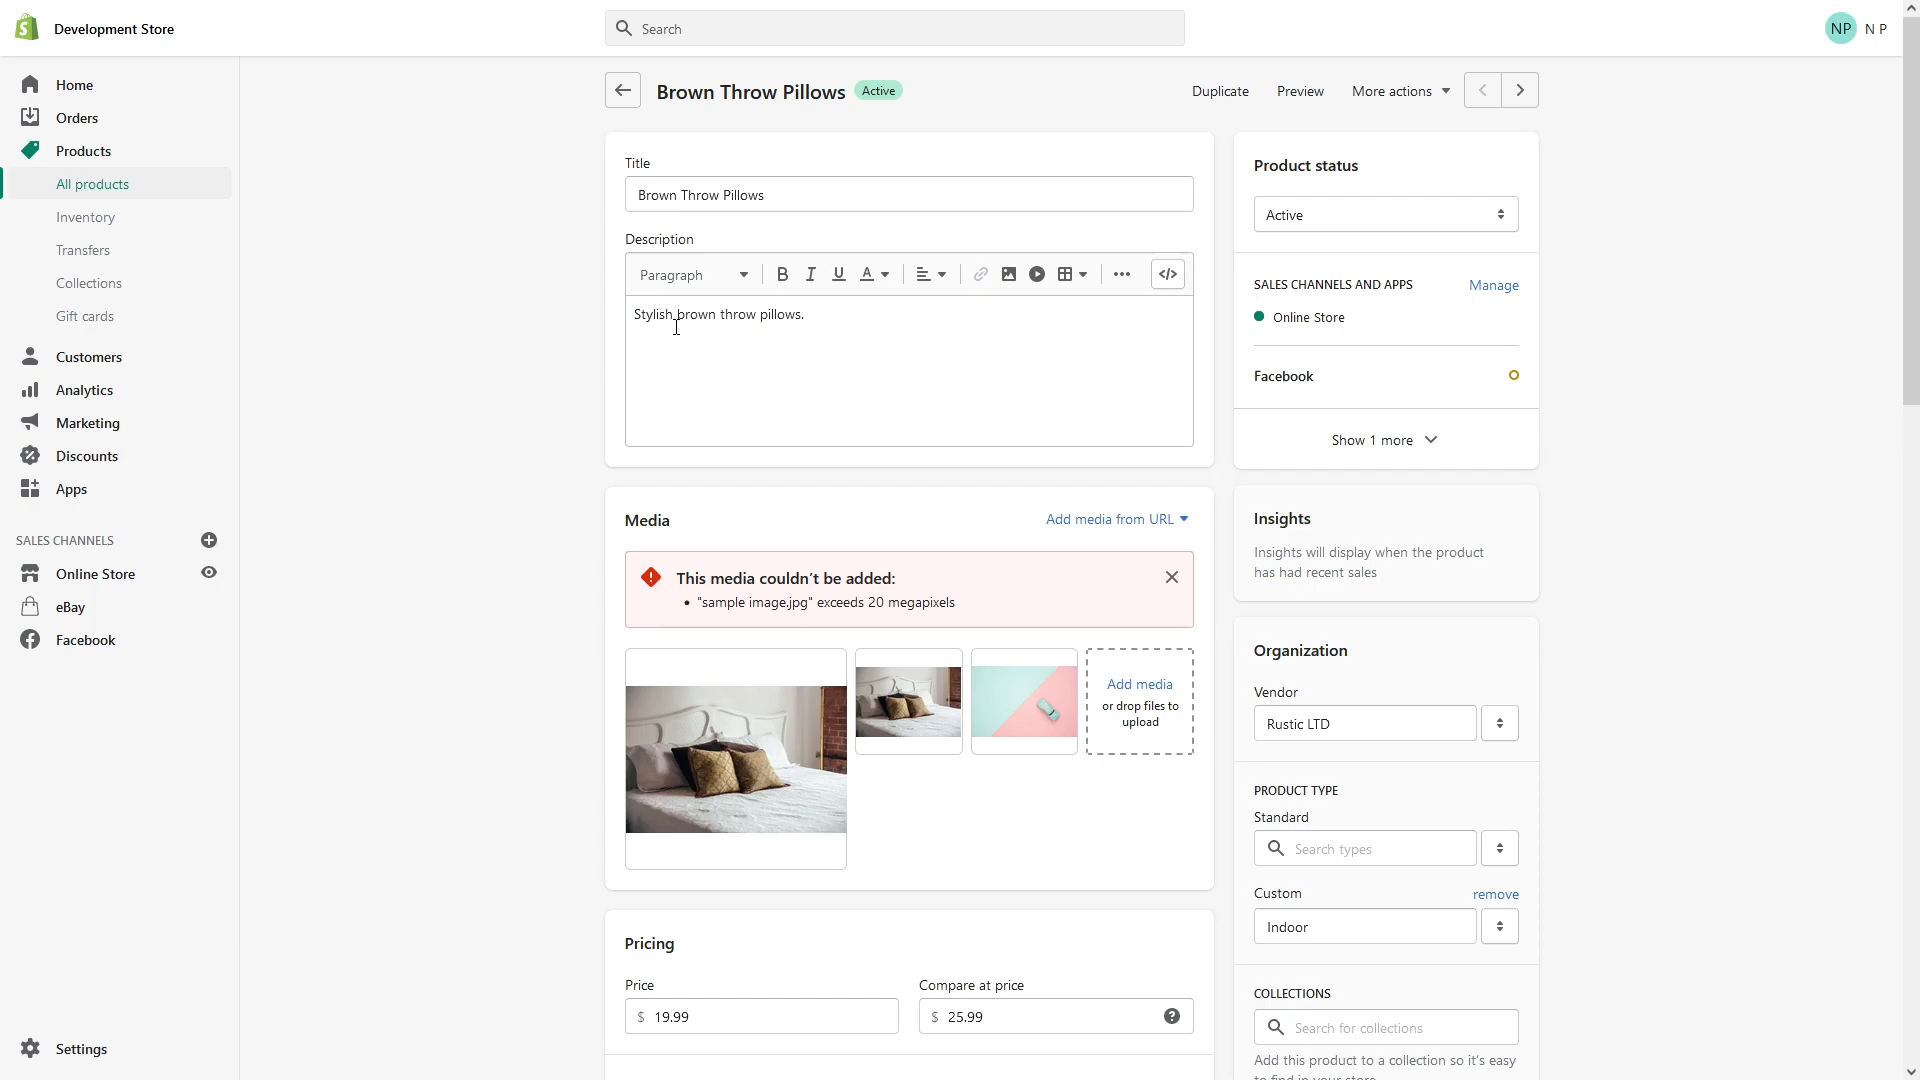 Development Store
Search
NP
N P
Home
Orders
Products
All products
Inventory
Transfers
Collections
Gift cards
Customers
Analytics
Marketing
Discounts
Apps
SALES CHANNELS
Online Store
eBay
Facebook
Settings
Brown Throw Pillows
Active
Duplicate
Preview
More actions
Title
Brown Throw Pillows
Description
Paragraph
B I U A
</>
Stylish brown throw pillows.
Media
Add media from URL
This media couldn't be added:
• "sample image.jpg" exceeds 20 megapixels
Add media
or drop files to
upload
Pricing
Price
Compare at price
$ 19.99
$ 25.99
Product status
Active
SALES CHANNELS AND APPS
Manage
Online Store
Facebook
Show 1 more
Insights
Insights will display when the product
has had recent sales
Organization
Vendor
Rustic LTD
PRODUCT TYPE
Standard
Search types
Custom
remove
Indoor
COLLECTIONS
Search for collections
Add this product to a collection so it's easy
to find in your store